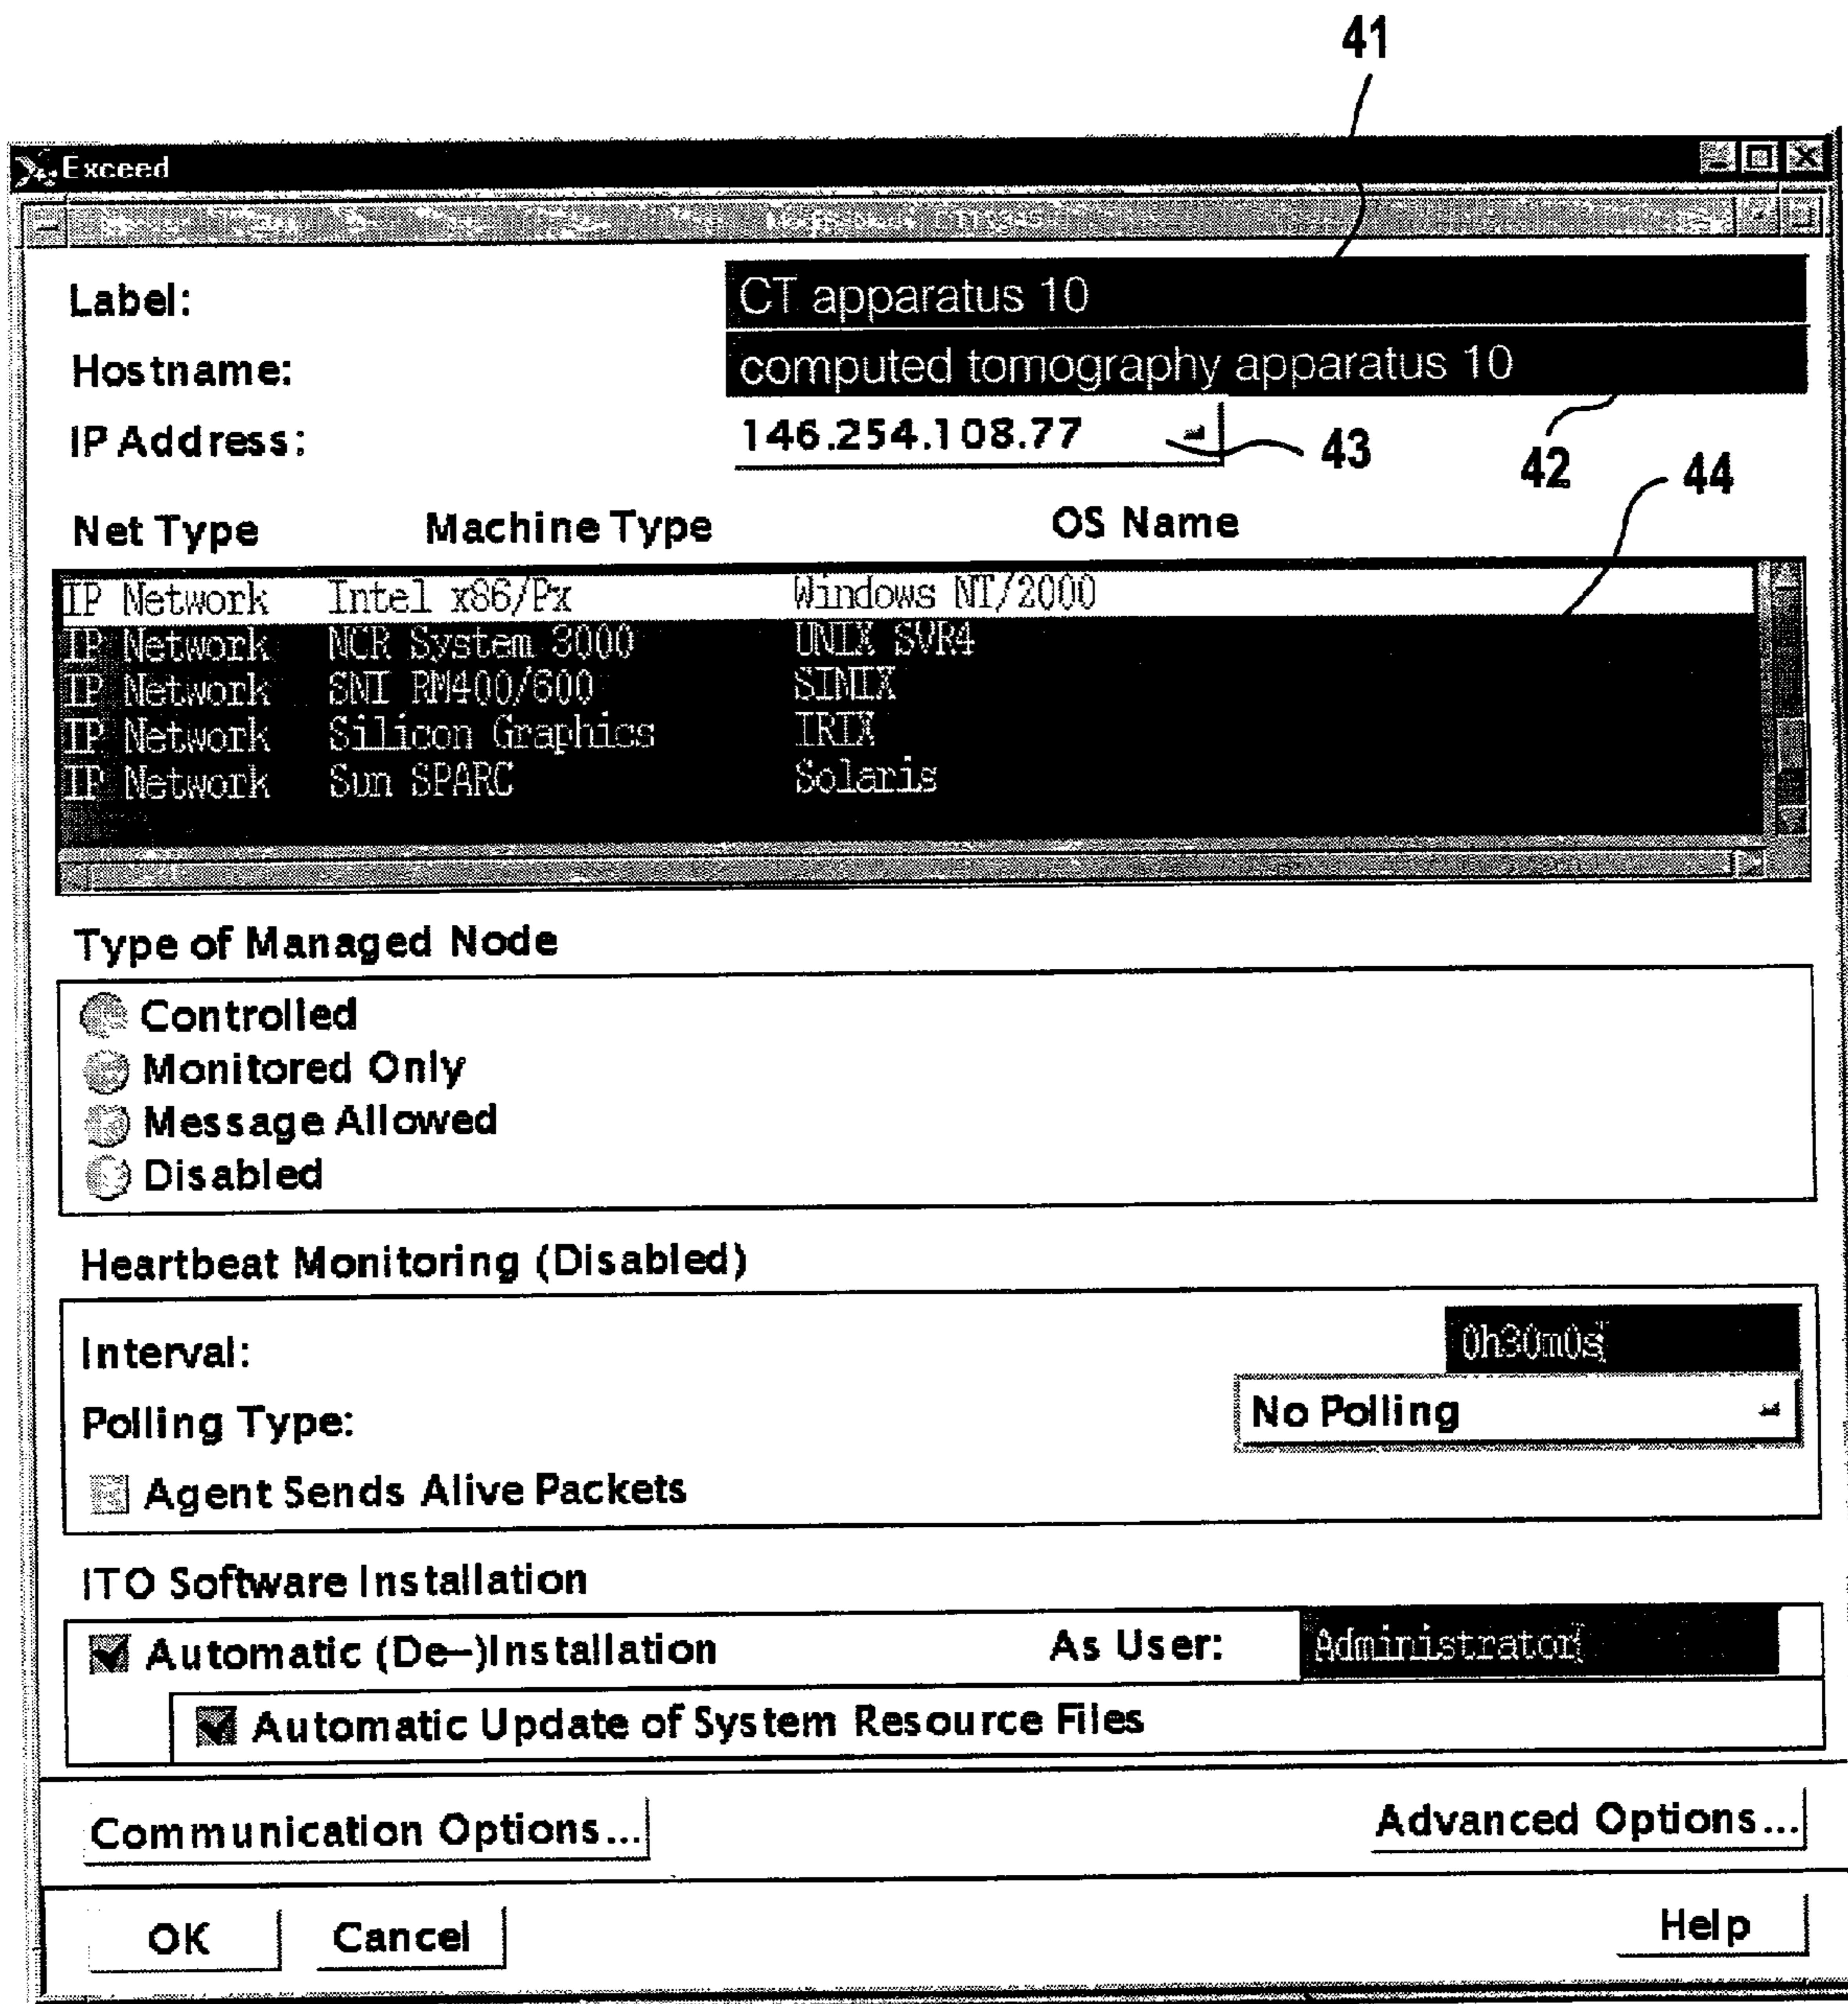 41
Exceed
Label: CT apparatus 10
Hostname: computed tomography apparatus 10
IP Address: 146.254.108.77 43 42 44
Net Type Machine Type OS Name
IP Network Intel x86/Px Windows NT/2000
IP Network NCR System 3000 UNIX SVR4
IP Network SNI RM400/600 SINIX
IP Network Silicon Graphics IRIX
IP Network Sun SPARC Solaris
Type of Managed Node
Controlled
Monitored Only
Message Allowed
Disabled
Heartbeat Monitoring (Disabled)
Interval: 0h30m0s
Polling Type: No Polling
Agent Sends Alive Packets
ITO Software Installation
Automatic (De-)Installation As User: Administrator
Automatic Update of System Resource Files
Communication Options... Advanced Options...
OK Cancel Help